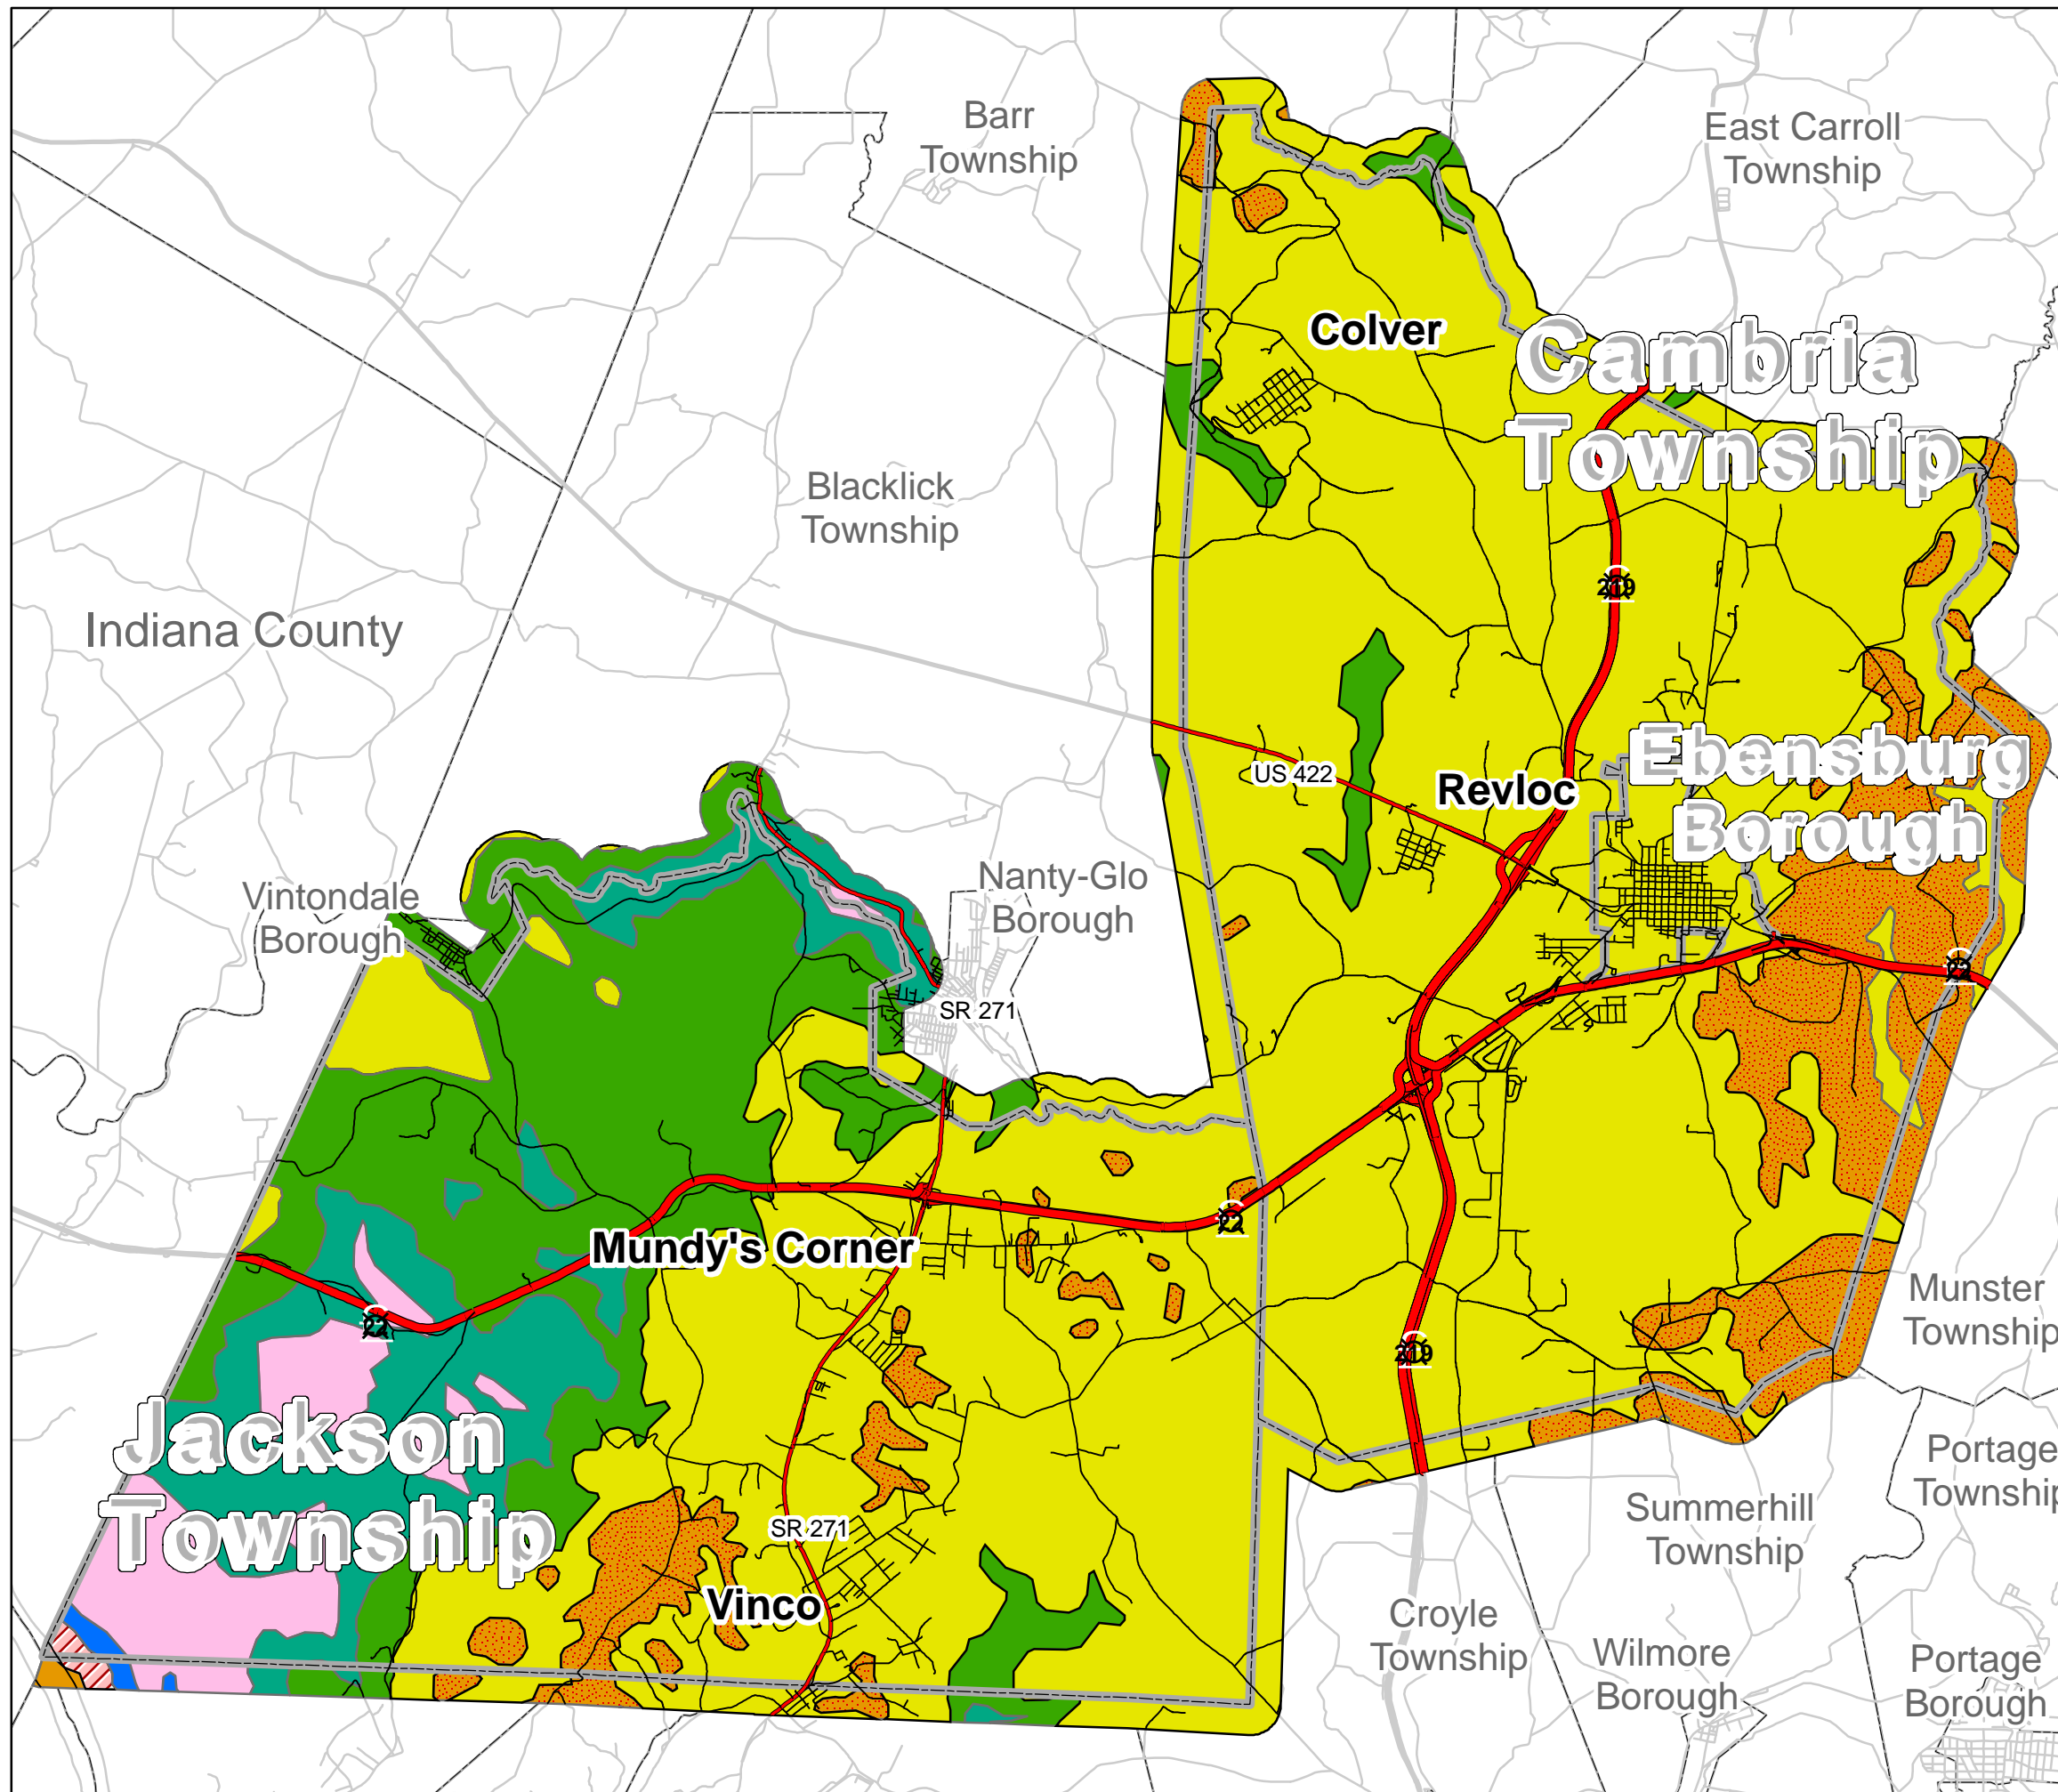 Barr
Township
East Carroll
Township
Colver
Cambria
Township
Blacklick
Township
219
Indiana County
US 422
Revloc
Ebensburg
Borough
Vintondale
Borough
Nanty-Glo
Borough
22
SR 271
Mundy's Corner
22
22
219
Munster
Township
Jackson
Township
Portage
Township
Summerhill
Township
SR 271
Vinco
Croyle
Township
Wilmore
Borough
Portage
Borough